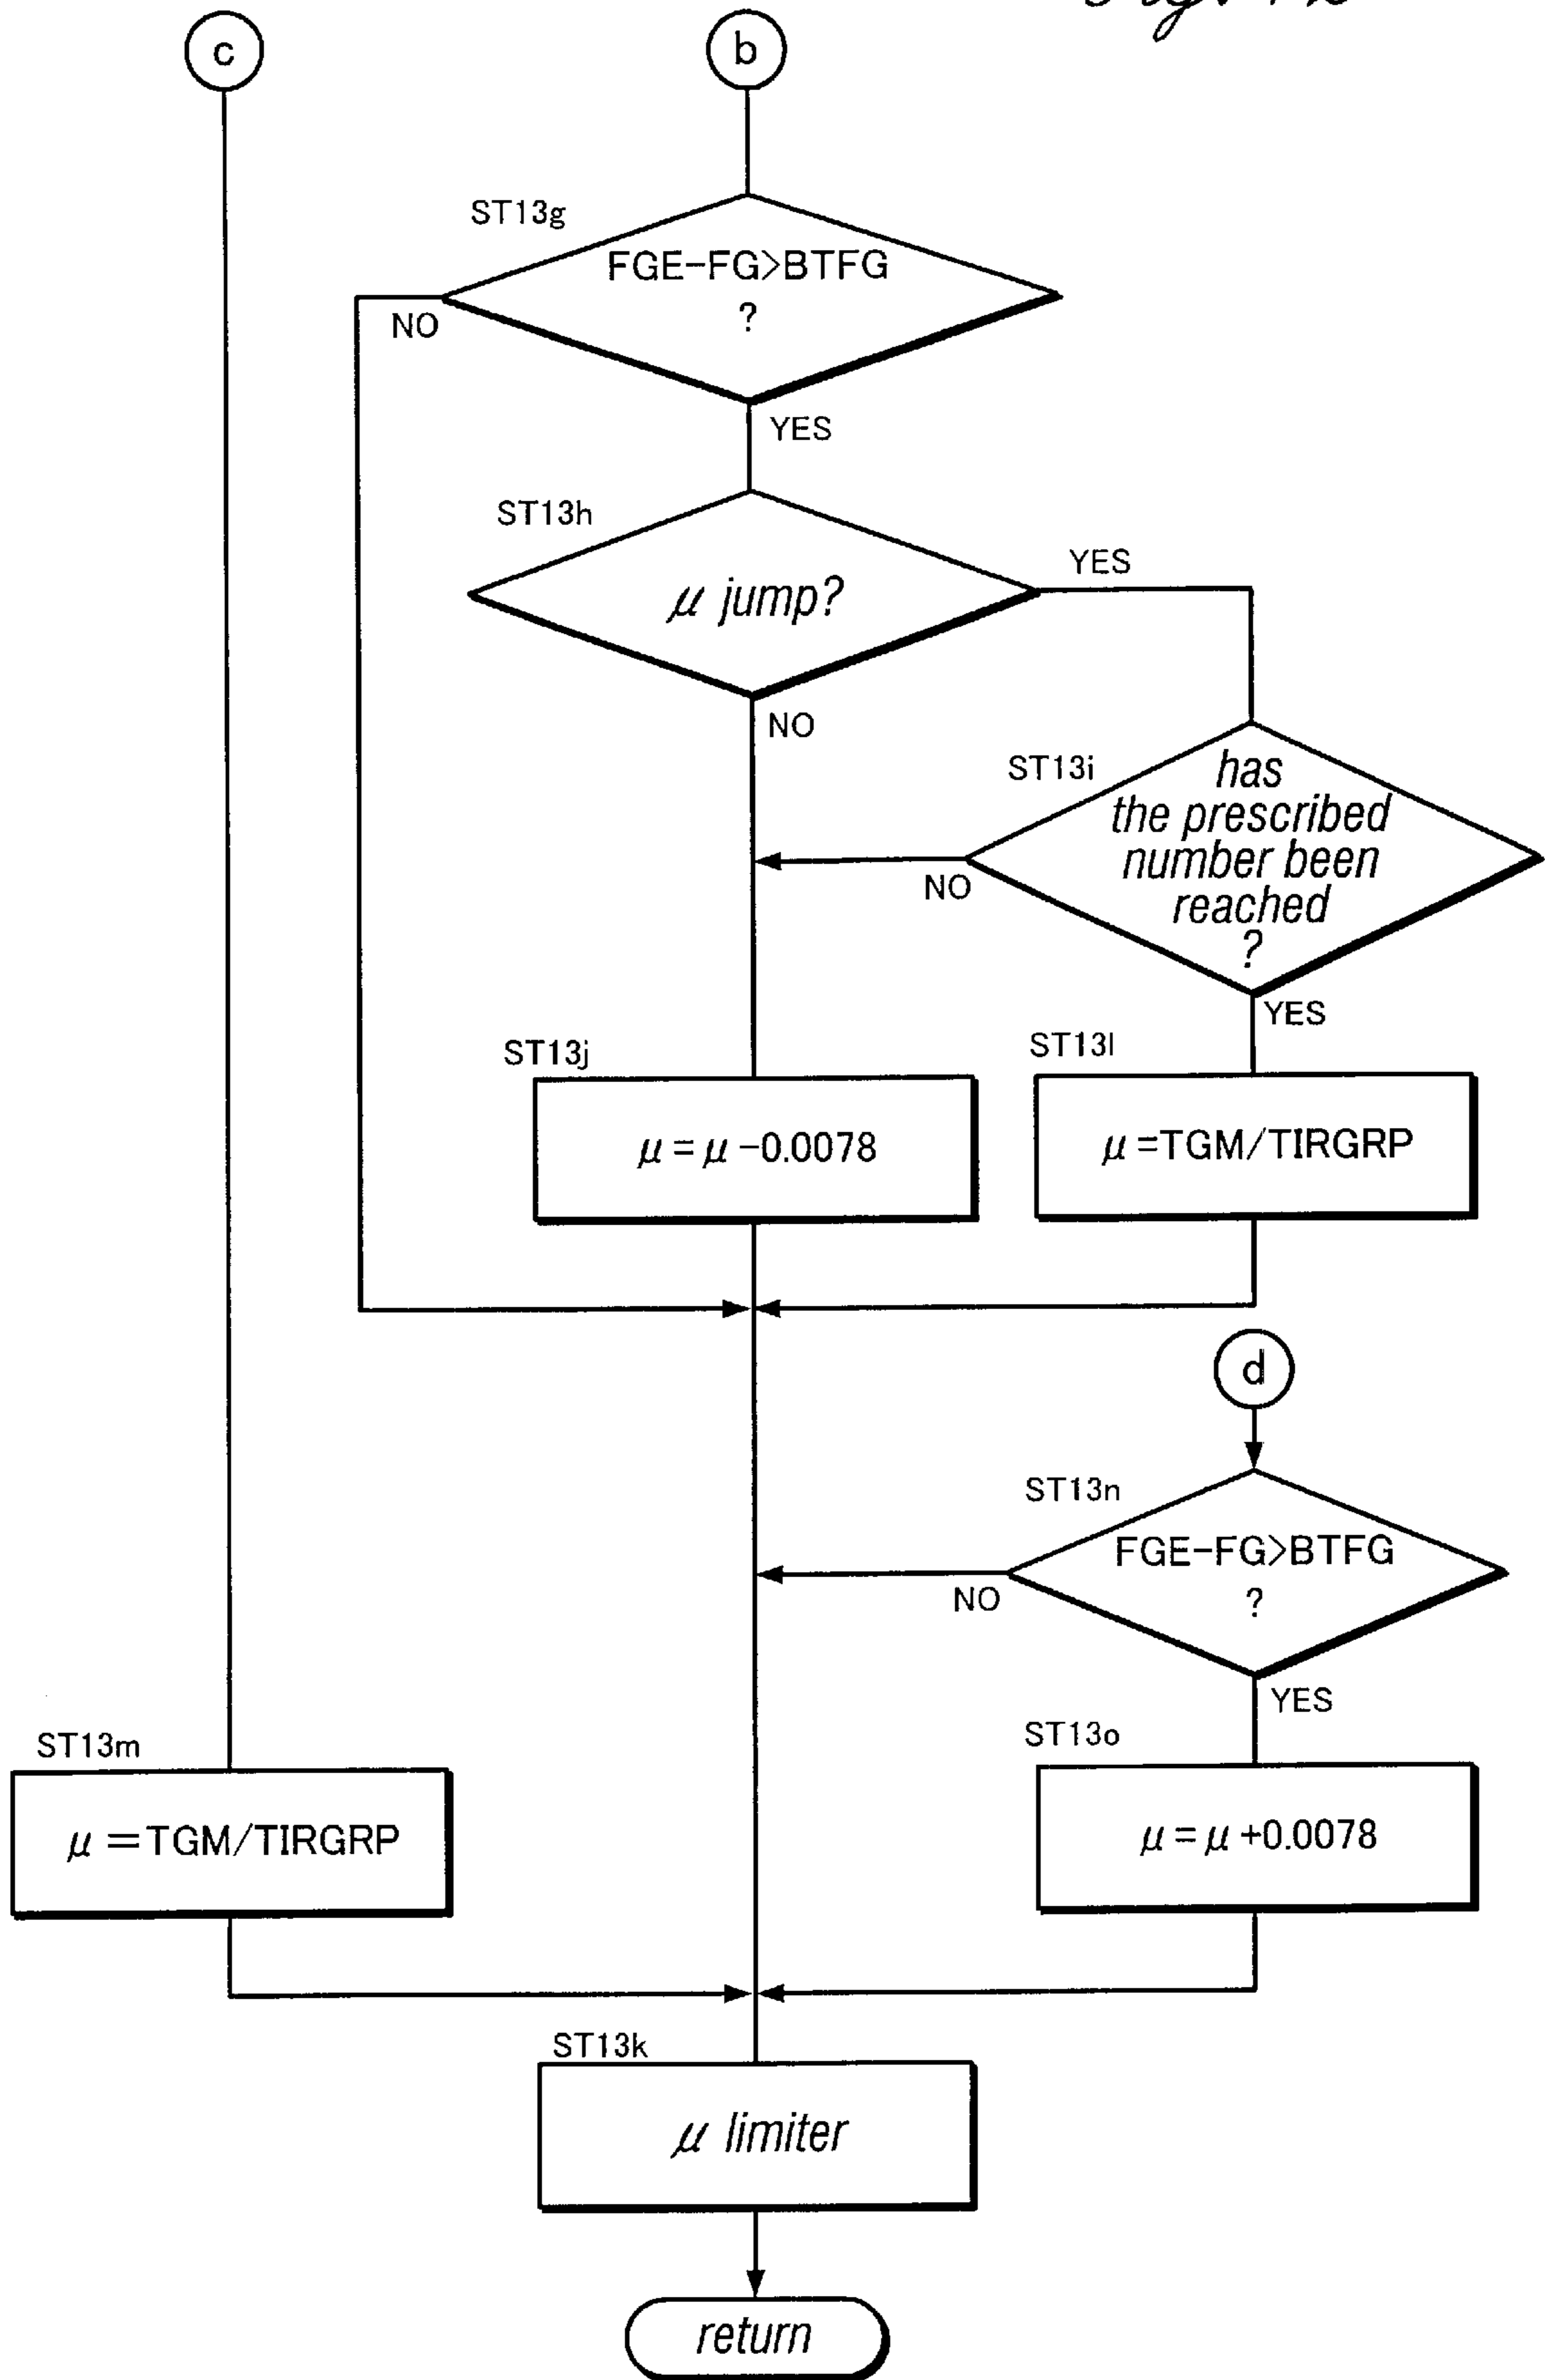 c
b
ST13g
FGE-FG>BTFG
?
NO
YES
ST13h
μ jump?
YES
NO
ST13i
has
the prescribed
number been
reached
?
NO
YES
ST13j
μ = μ -0.0078
ST13l
μ =TGM/TIRGRP
d
ST13n
FGE-FG>BTFG
?
NO
YES
ST13m
μ =TGM/TIRGRP
ST13o
μ = μ +0.0078
ST13k
μ limiter
return